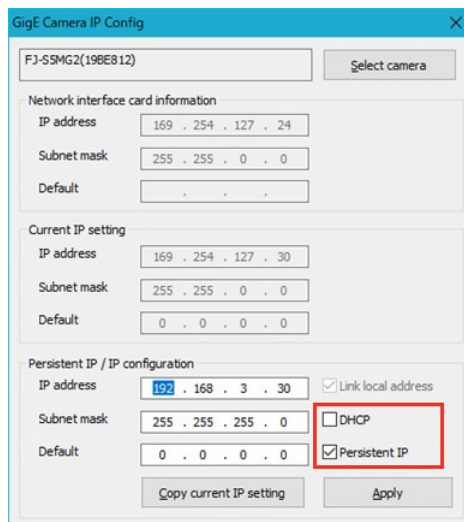 GigE Camera IP Config
FJ-S5MG2(19BE812)
Select camera
Network interface card information
IP address 169 . 254 . 127 . 24
Subnet mask 255 . 255 . 0 . 0
Default . . .
Current IP setting
IP address 169 . 254 . 127 . 30
Subnet mask 255 . 255 . 0 . 0
Default 0 . 0 . 0 . 0
Persistent IP / IP configuration
IP address 192 . 168 . 3 . 30 Link local address
Subnet mask 255 . 255 . 255 . 0 DHCP
Default 0 . 0 . 0 . 0 Persistent IP
Copy current IP setting Apply